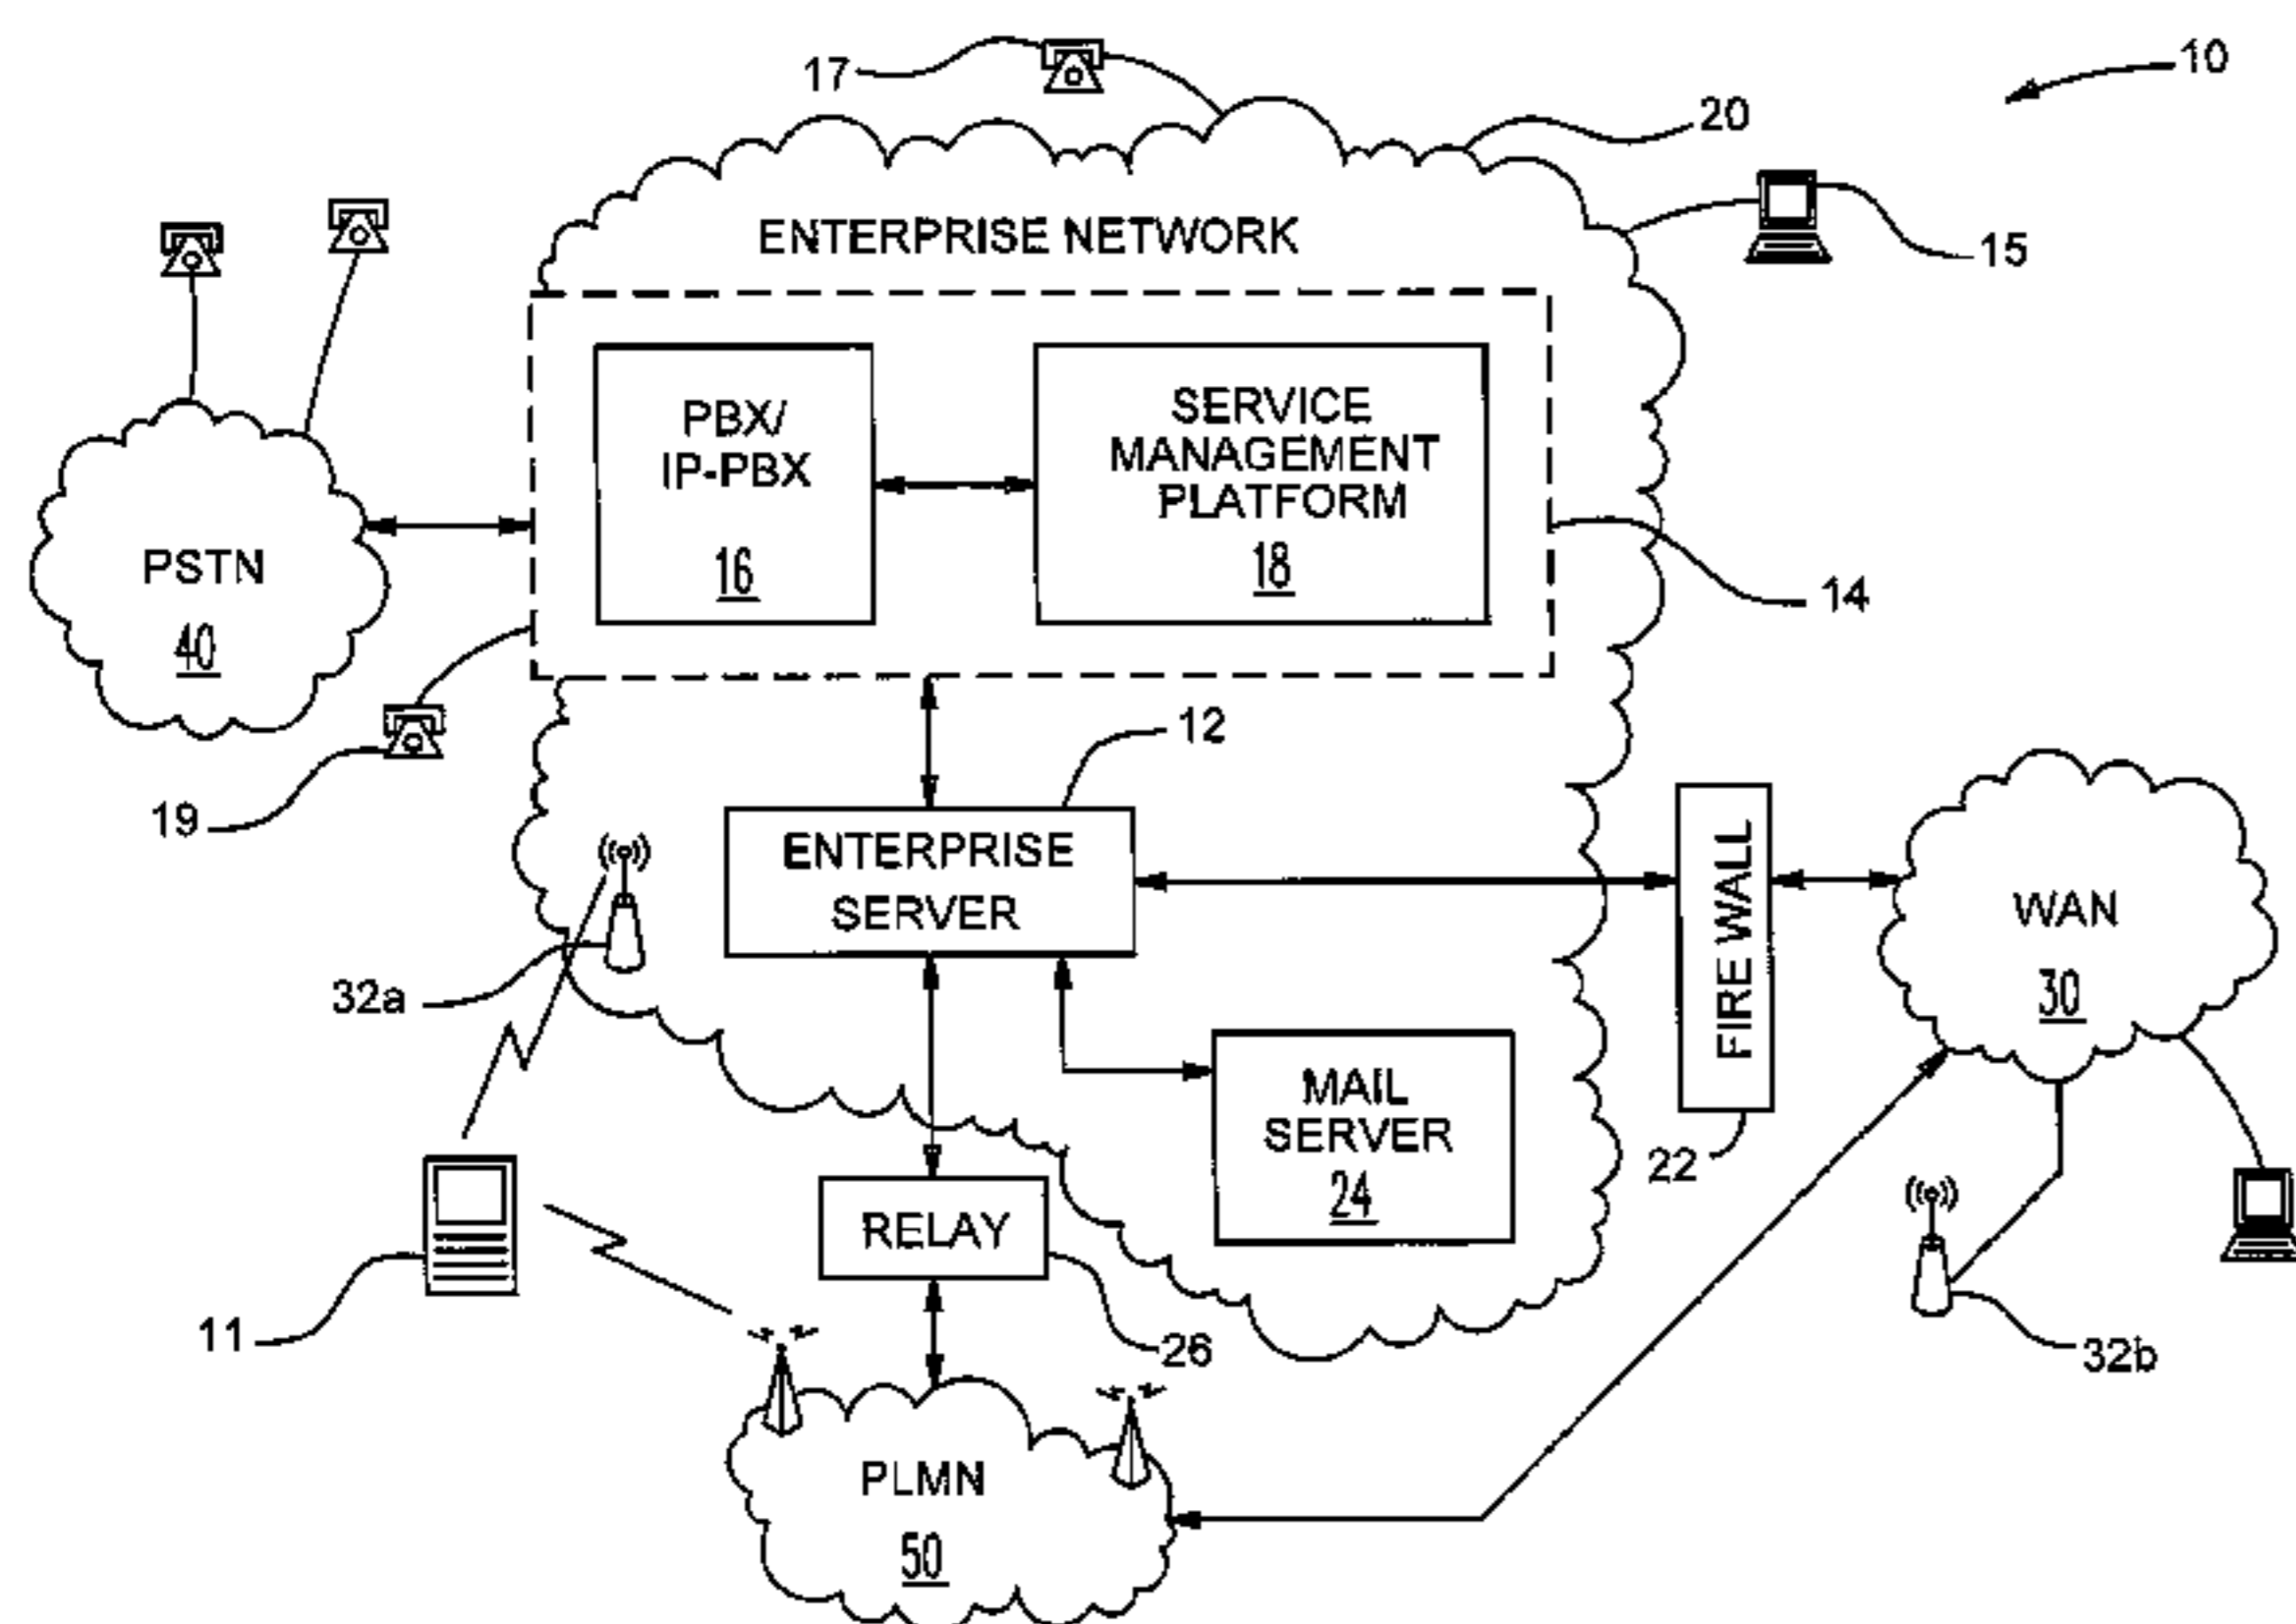 17
10
20
ENTERPRISE NETWORK
15
PBX/
IP-PBX
16
SERVICE
MANAGEMENT
PLATFORM
18
PSTN
40
14
19
12
ENTERPRISE
SERVER
32a
FIRE WALL
22
WAN
30
MAIL
SERVER
24
RELAY
26
11
32b
PLMN
50